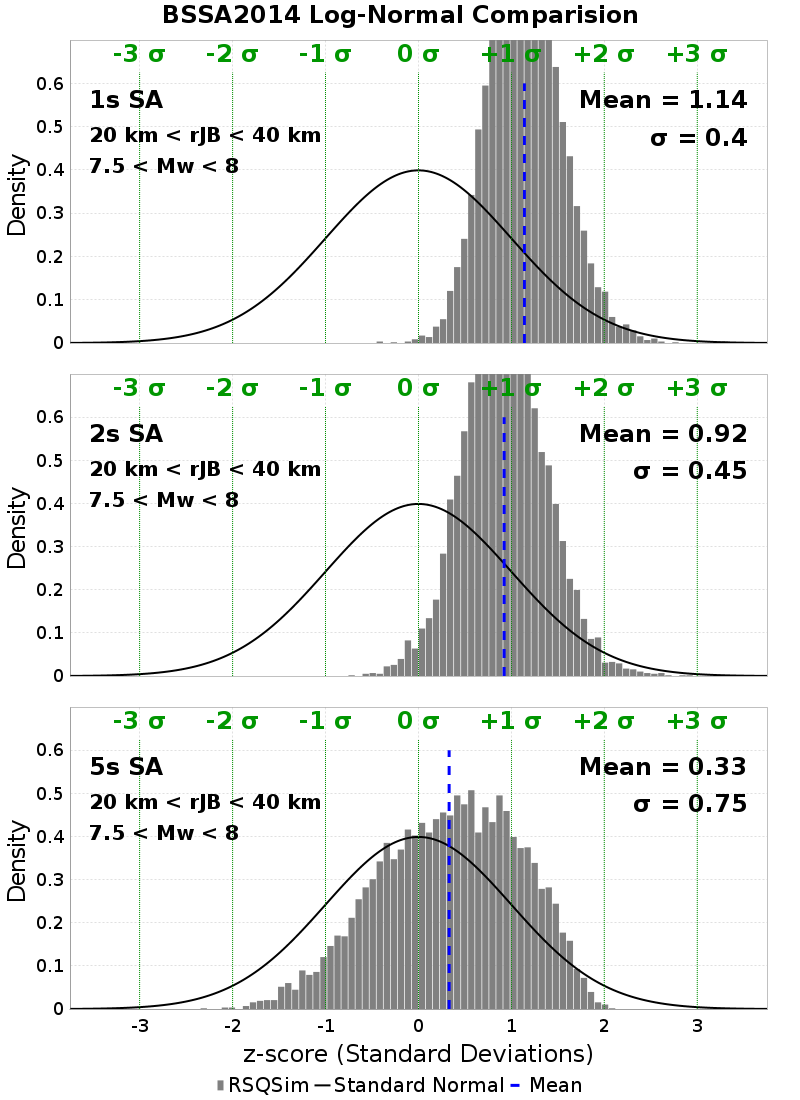 BSSA2014 Log-Normal Comparision
-3 σ -2 σ -1 σ 0 σ +1 σ +2 σ +3 σ
1s SA
20 km < rJB < 40 km
7.5 < Mw < 8
Mean = 1.14
σ = 0.4
0.6
0.5
0.4
0.3
0.2
0.1
0
Density
-3 σ -2 σ -1 σ 0 σ +1 σ +2 σ +3 σ
2s SA
20 km < rJB < 40 km
7.5 < Mw < 8
Mean = 0.92
σ = 0.45
0.6
0.5
0.4
0.3
0.2
0.1
0
Density
-3 σ -2 σ -1 σ 0 σ +1 σ +2 σ +3 σ
5s SA
20 km < rJB < 40 km
7.5 < Mw < 8
Mean = 0.33
σ = 0.75
0.6
0.5
0.4
0.3
0.2
0.1
0
Density
-3 -2 -1 0 1 2 3
z-score (Standard Deviations)
RSQSim Standard Normal Mean